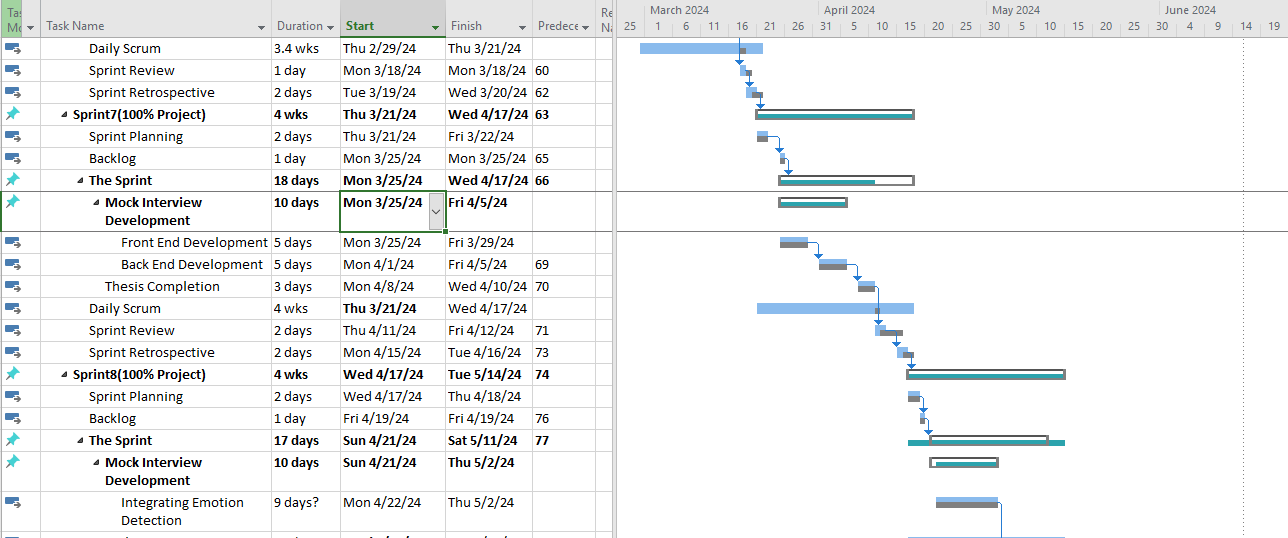 Tas Task Name Duration Start Finish Predece Re
Mo Na
March 2024 April 2024 May 2024 June 2024
25 1 6 11 16 21 26 31 5 10 15 20 25 30 5 10 15 20 25 30 4 9 14 19
Daily Scrum 3.4 wks Thu 2/29/24 Thu 3/21/24
Sprint Review 1 day Mon 3/18/24 Mon 3/18/24 60
Sprint Retrospective 2 days Tue 3/19/24 Wed 3/20/24 62
Sprint7(100% Project) 4 wks Thu 3/21/24 Wed 4/17/24 63
Sprint Planning 2 days Thu 3/21/24 Fri 3/22/24
Backlog 1 day Mon 3/25/24 Mon 3/25/24 65
The Sprint 18 days Mon 3/25/24 Wed 4/17/24 66
Mock Interview 10 days Mon 3/25/24 Fri 4/5/24
Development
Front End Development 5 days Mon 3/25/24 Fri 3/29/24
Back End Development 5 days Mon 4/1/24 Fri 4/5/24 69
Thesis Completion 3 days Mon 4/8/24 Wed 4/10/24 70
Daily Scrum 4 wks Thu 3/21/24 Wed 4/17/24
Sprint Review 2 days Thu 4/11/24 Fri 4/12/24 71
Sprint Retrospective 2 days Mon 4/15/24 Tue 4/16/24 73
Sprint8(100% Project) 4 wks Wed 4/17/24 Tue 5/14/24 74
Sprint Planning 2 days Wed 4/17/24 Thu 4/18/24
Backlog 1 day Fri 4/19/24 Fri 4/19/24 76
The Sprint 17 days Sun 4/21/24 Sat 5/11/24 77
Mock Interview 10 days Sun 4/21/24 Thu 5/2/24
Development
Integrating Emotion 9 days? Mon 4/22/24 Thu 5/2/24
Detection